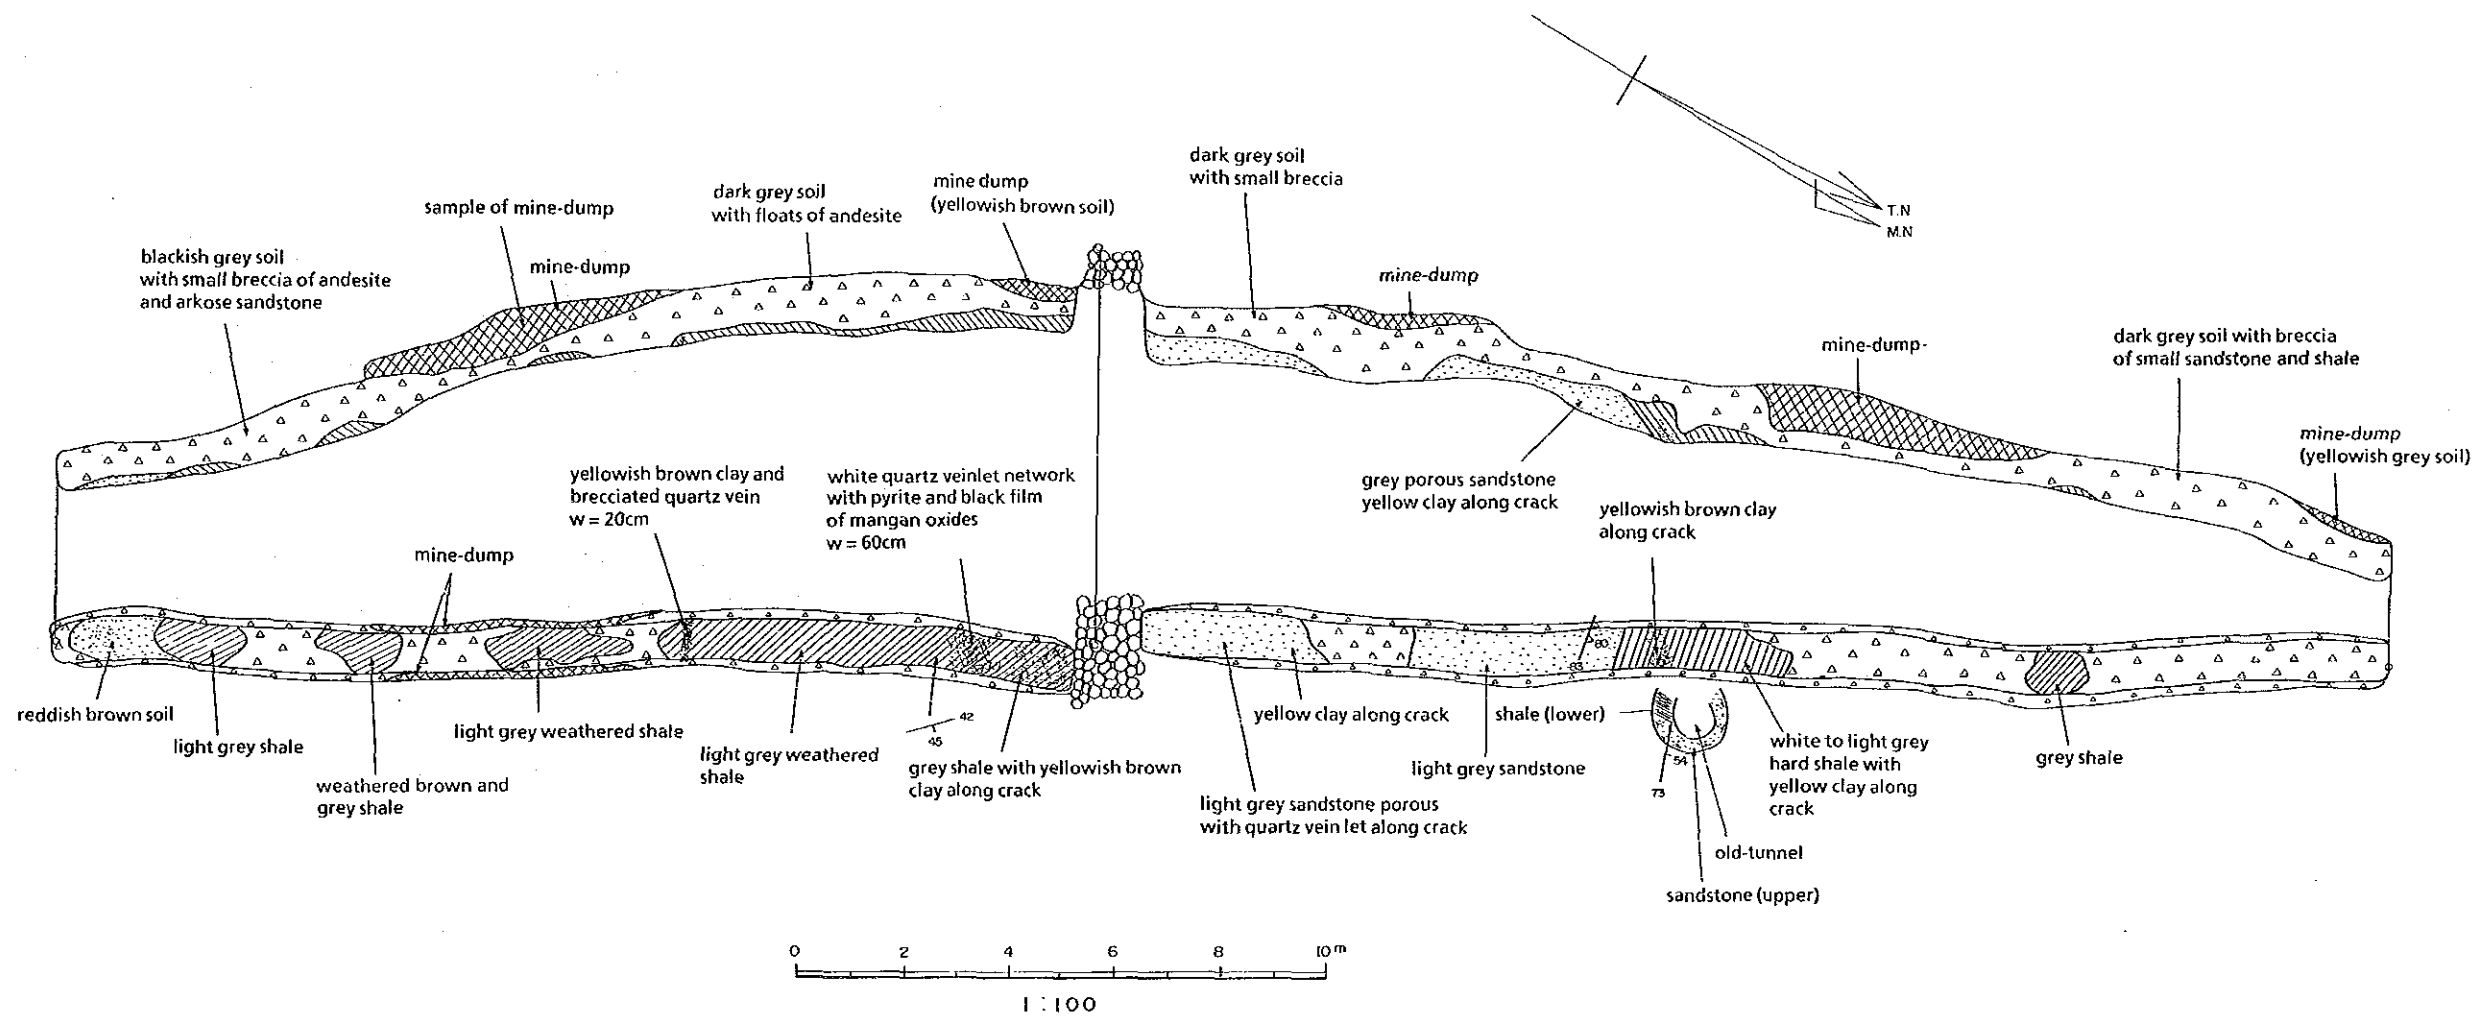 T.N
M.N
dark grey soil
with small breccia
mine dump
(yellowish brown soil)
dark grey soil
with floats of andesite
sample of mine-dump
blackish grey soil
with small breccia of andesite
and arkose sandstone
mine-dump
mine-dump
mine-dump-
dark grey soil with breccia
of small sandstone and shale
mine-dump
(yellowish grey soil)
yellowish brown clay and
brecciated quartz vein
w = 20cm
white quartz veinlet network
with pyrite and black film
of mangan oxides
w = 60cm
grey porous sandstone
yellow clay along crack
yellowish brown clay
along crack
mine-dump
80
83
reddish brown soil
light grey shale
weathered brown and
grey shale
light grey weathered shale
light grey weathered
shale
42
45
grey shale with yellowish brown
clay along crack
yellow clay along crack
light grey sandstone porous
with quartz vein let along crack
light grey sandstone
shale (lower)
54
73
white to light grey
hard shale with
yellow clay along
crack
old-tunnel
sandstone (upper)
grey shale
0 2 4 6 8 10 m
1 : 100